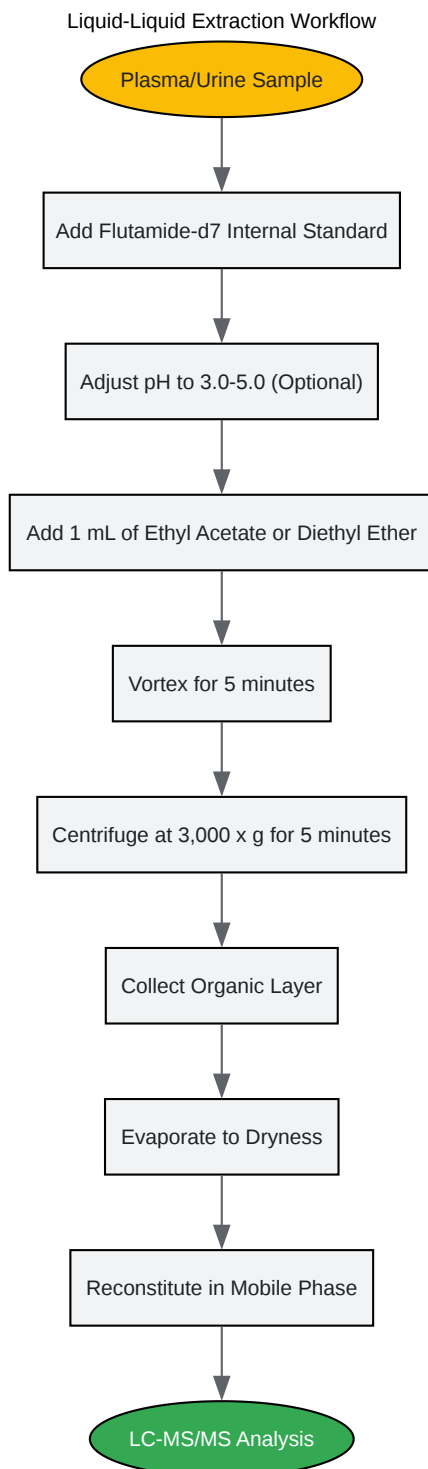 Liquid-Liquid Extraction Workflow
Plasma/Urine Sample
Add Flutamide-d7 Internal Standard
Adjust pH to 3.0-5.0 (Optional)
Add 1 mL of Ethyl Acetate or Diethyl Ether
Vortex for 5 minutes
Centrifuge at 3,000 x g for 5 minutes
Collect Organic Layer
Evaporate to Dryness
Reconstitute in Mobile Phase
LC-MS/MS Analysis